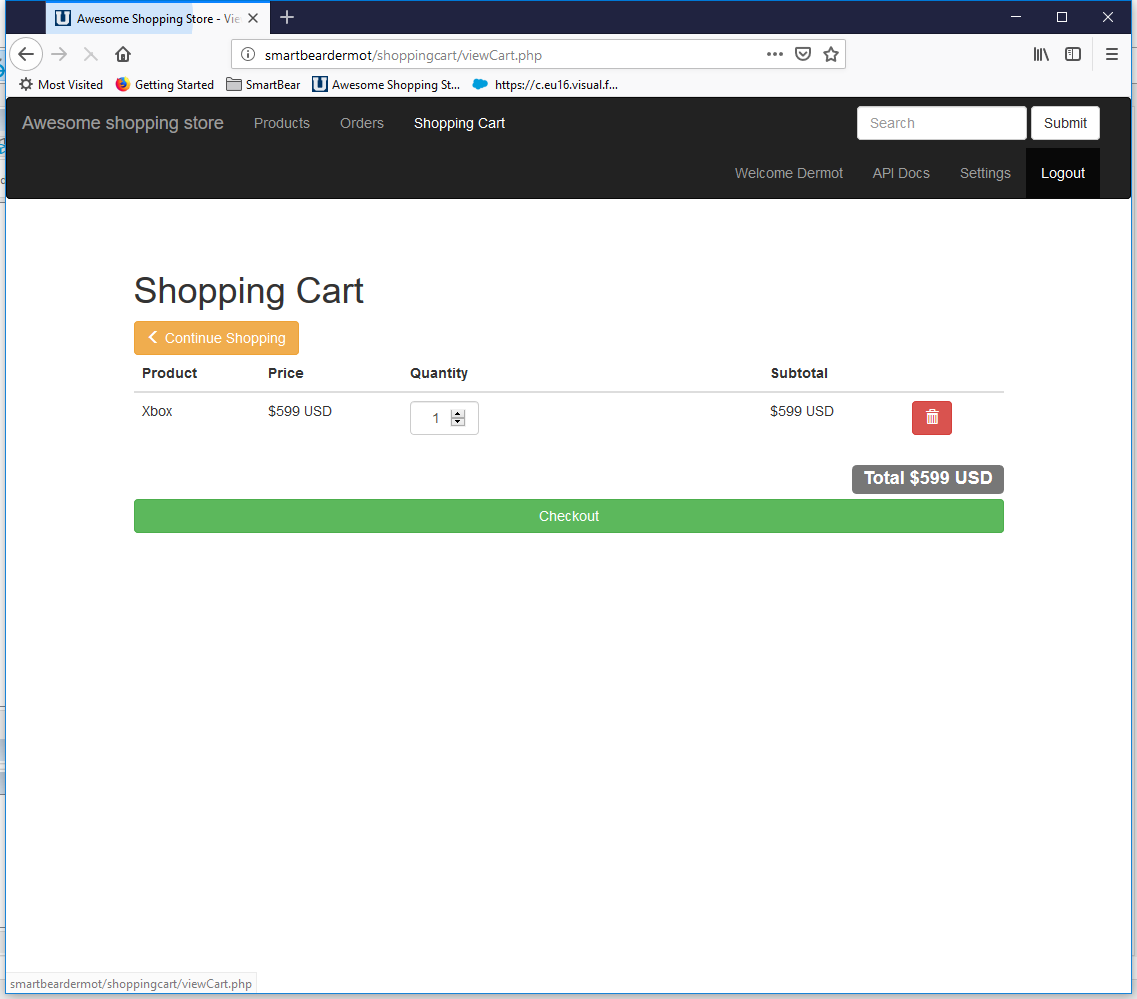 Awesome Shopping Store - Vie
smartbeardermot/shoppingcart/viewCart.php
Most Visited Getting Started SmartBear Awesome Shopping St... https://c.eu16.visual.f...
Awesome shopping store Products Orders Shopping Cart Search Submit
Welcome Dermot API Docs Settings Logout
Shopping Cart
Continue Shopping
Product Price Quantity Subtotal
Xbox $599 USD 1 $599 USD
Total $599 USD
Checkout
smartbeardermot/shoppingcart/viewCart.php